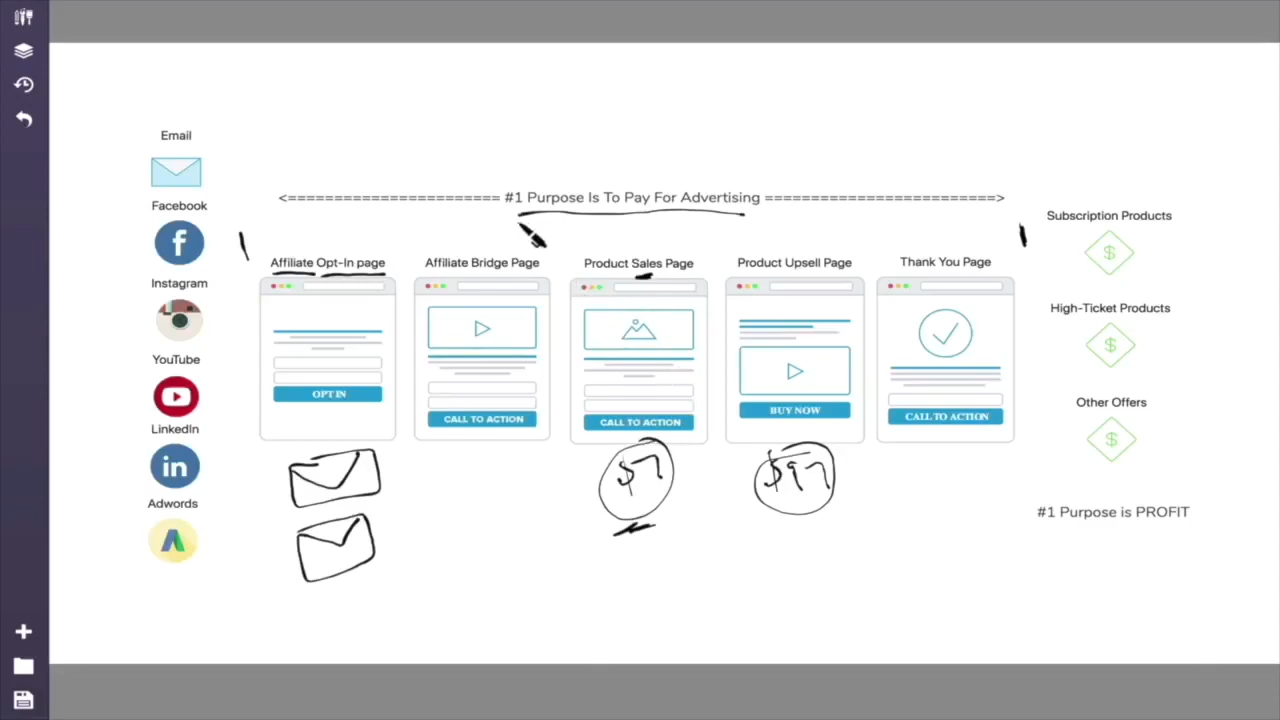 Email
Facebook
Instagram
YouTube
LinkedIn
Adwords
<======================= #1 Purpose Is To Pay For Advertising =========================>
Affiliate Opt-In page
OPT IN
Affiliate Bridge Page
CALL TO ACTION
Product Sales Page
CALL TO ACTION
$7
Product Upsell Page
BUY NOW
$97
Thank You Page
CALL TO ACTION
Subscription Products
$
High-Ticket Products
$
Other Offers
$
#1 Purpose is PROFIT